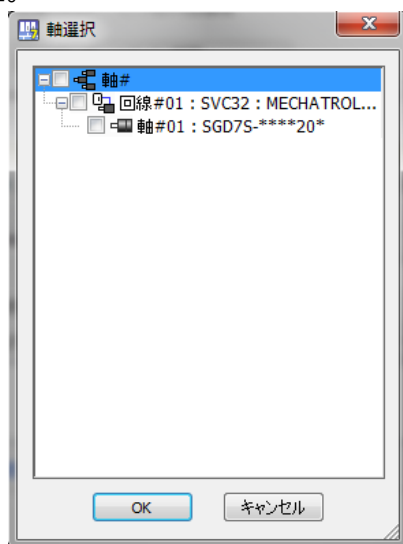 軸選択
軸#
回線#01 : SVC32 : MECHATROL...
軸#01 : SGD7S-****20*
OK
キャンセル